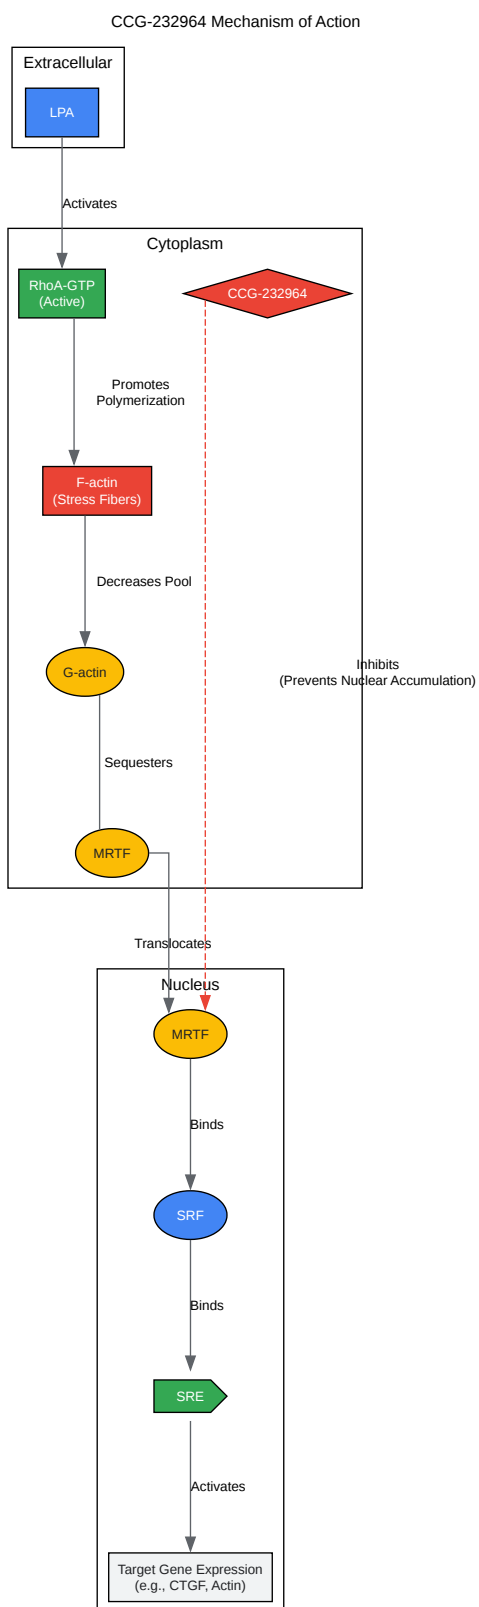 CCG-232964 Mechanism of Action
Extracellular
LPA
Activates
Cytoplasm
RhoA-GTP
(Active)
CCG-232964
Promotes
Polymerization
F-actin
(Stress Fibers)
Decreases Pool
G-actin
Inhibits
(Prevents Nuclear Accumulation)
Sequesters
MRTF
Translocates
Nucleus
MRTF
Binds
SRF
Binds
SRE
Activates
Target Gene Expression
(e.g., CTGF, Actin)